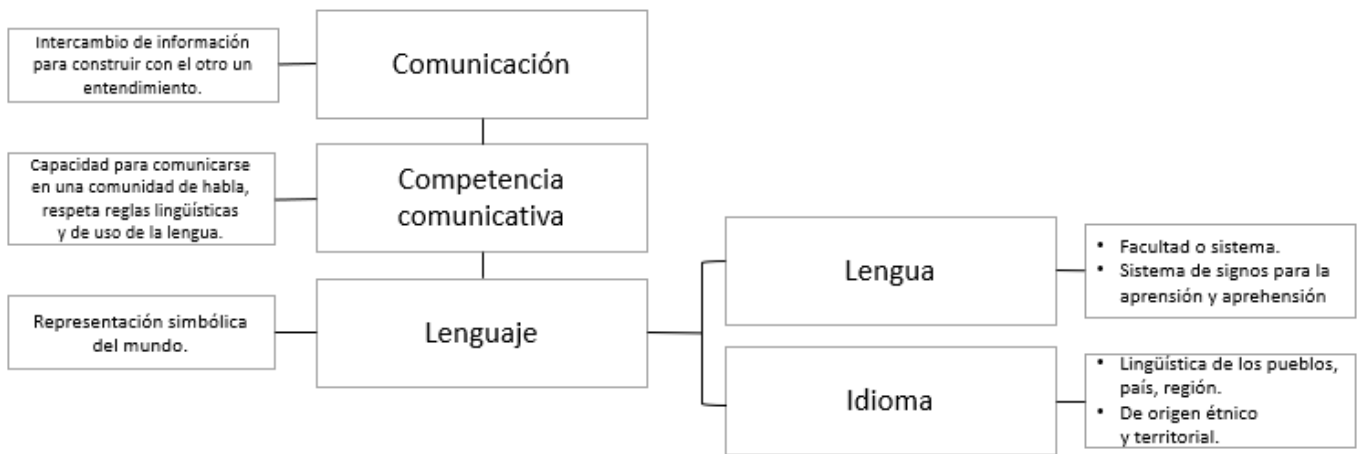 Intercambio de información
para construir con el otro un
entendimiento.
Comunicación
Capacidad para comunicarse
en una comunidad de habla,
respeta reglas lingüísticas
y de uso de la lengua.
Competencia
comunicativa
Representación simbólica
del mundo.
Lenguaje
Lengua
• Facultad o sistema.
• Sistema de signos para la
aprensión y aprehensión
Idioma
• Lingüística de los pueblos,
país, región.
• De origen étnico
y territorial.